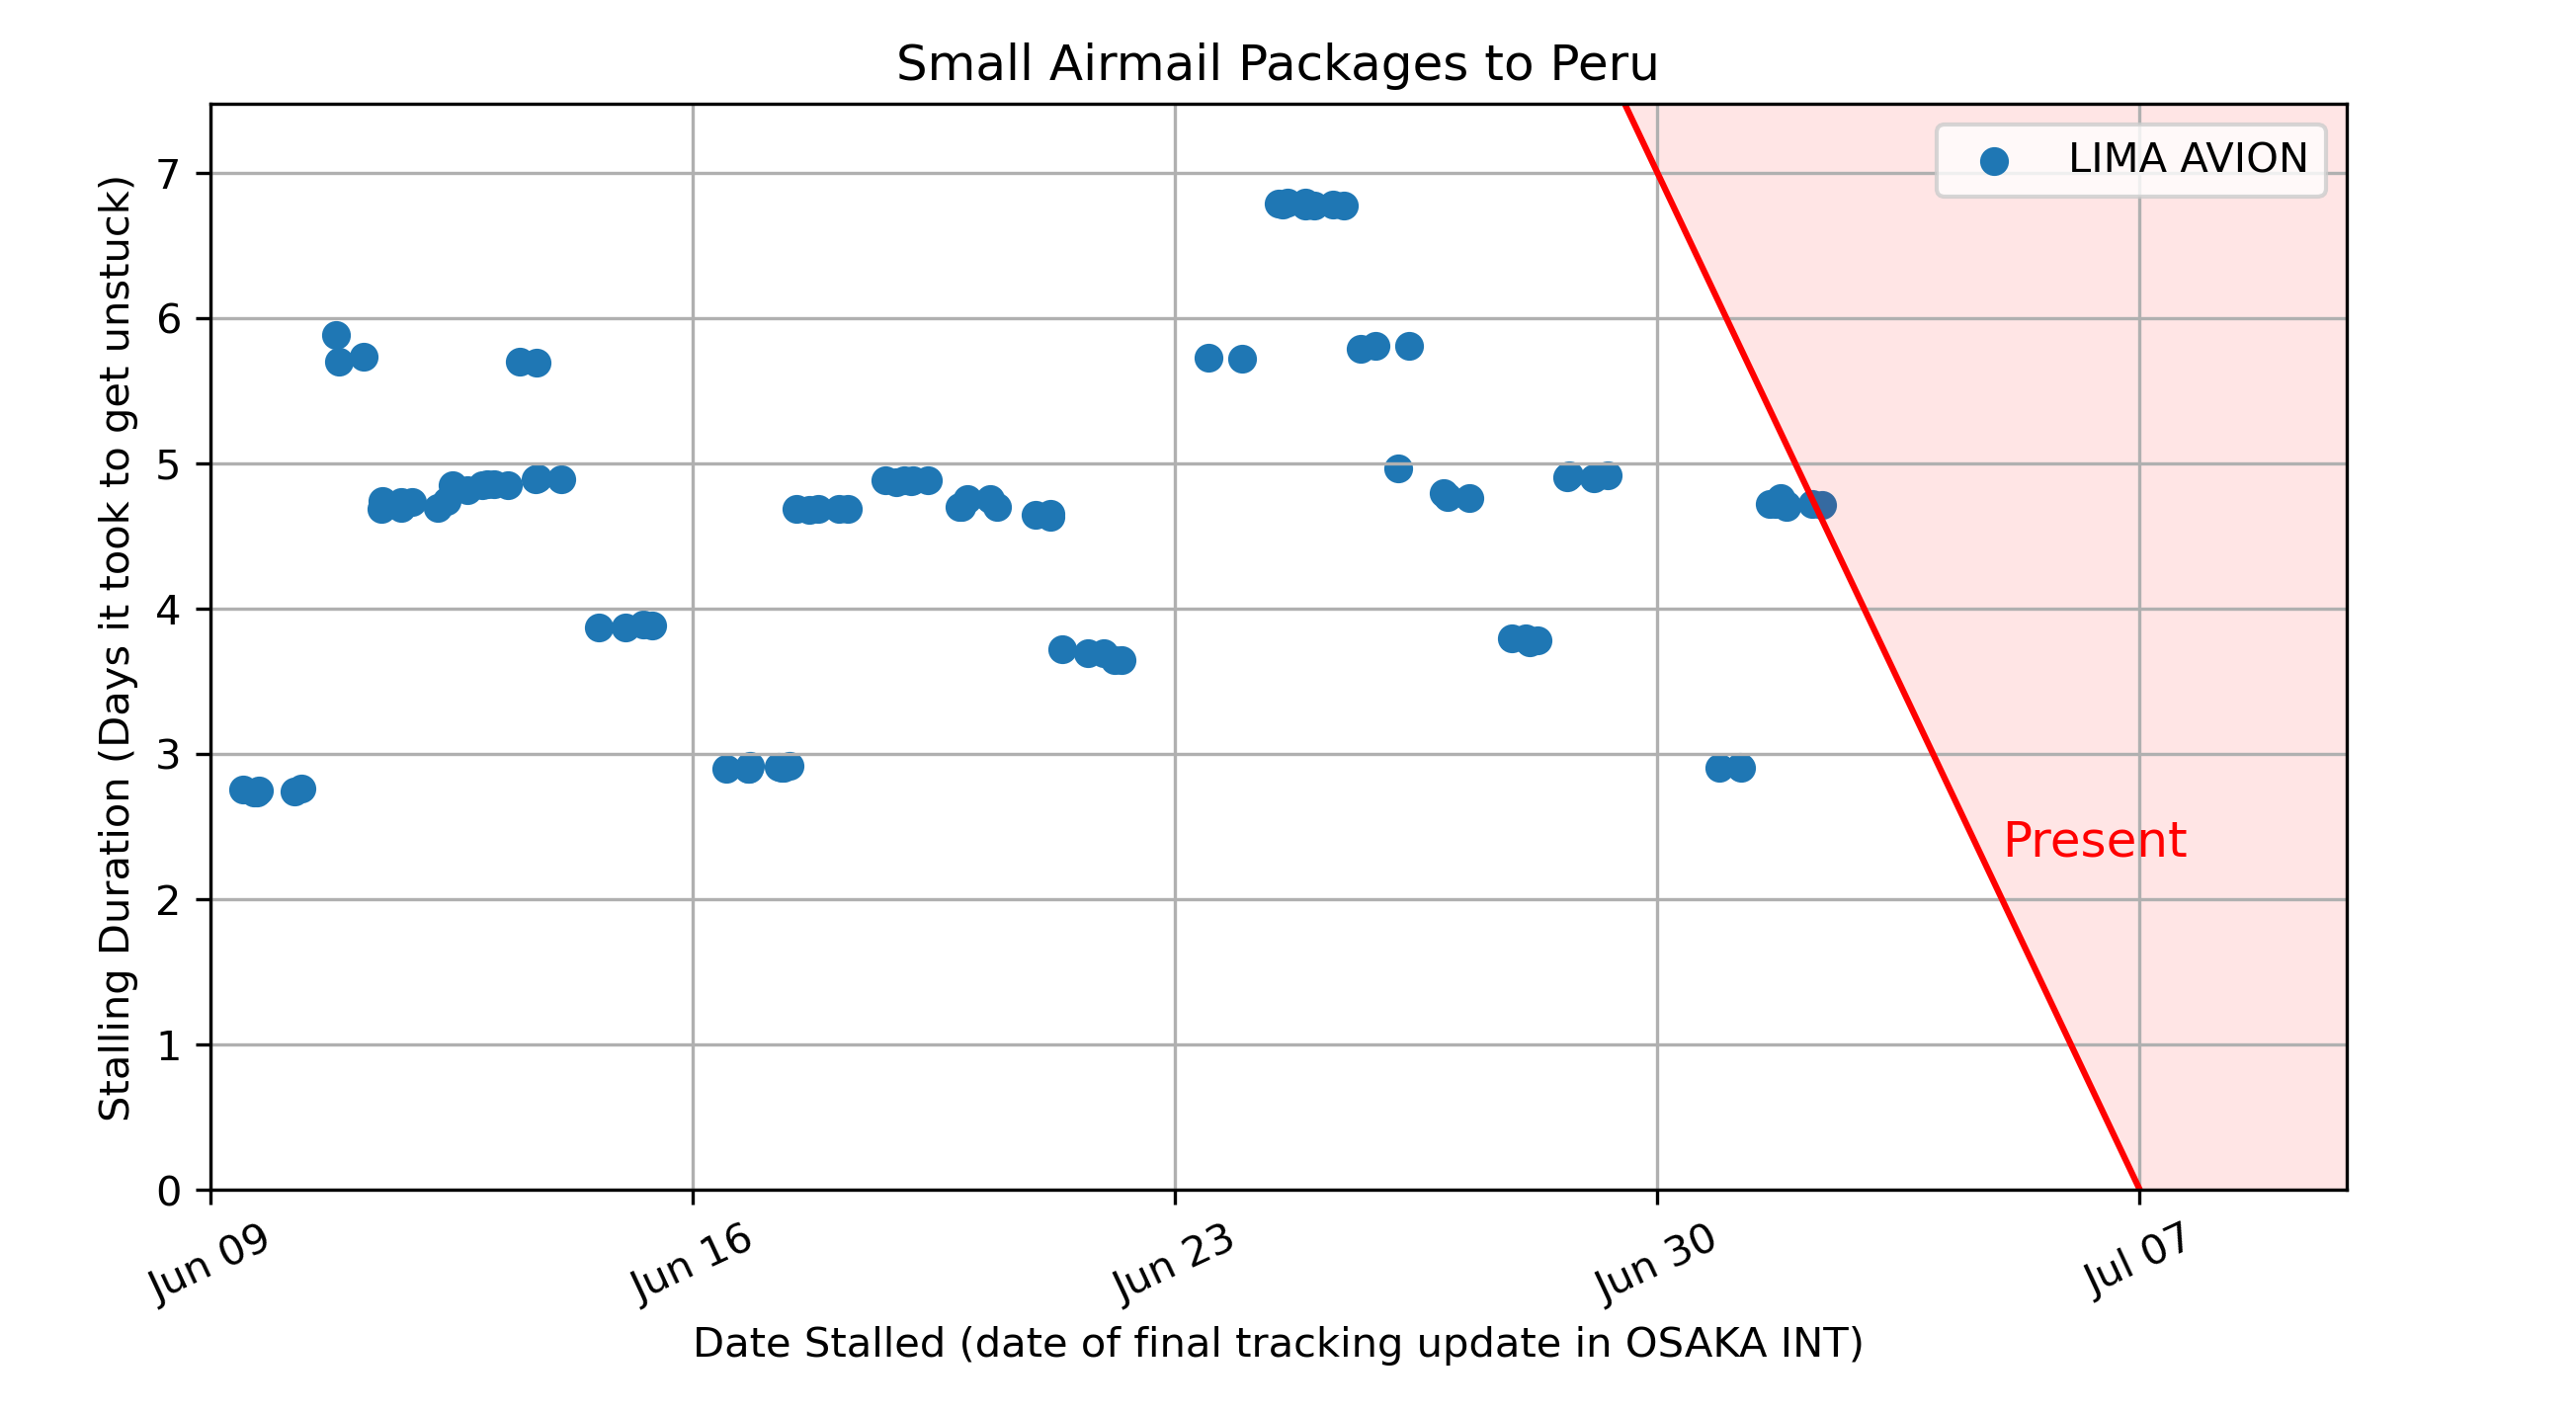 Small Airmail Packages to Peru
LIMA AVION
7
6
5
4
3
2
1
0
Stalling Duration (Days it took to get unstuck)
Present
Jun 09
Jun 16
Jun 23
Jun 30
Jul 07
Date Stalled (date of final tracking update in OSAKA INT)